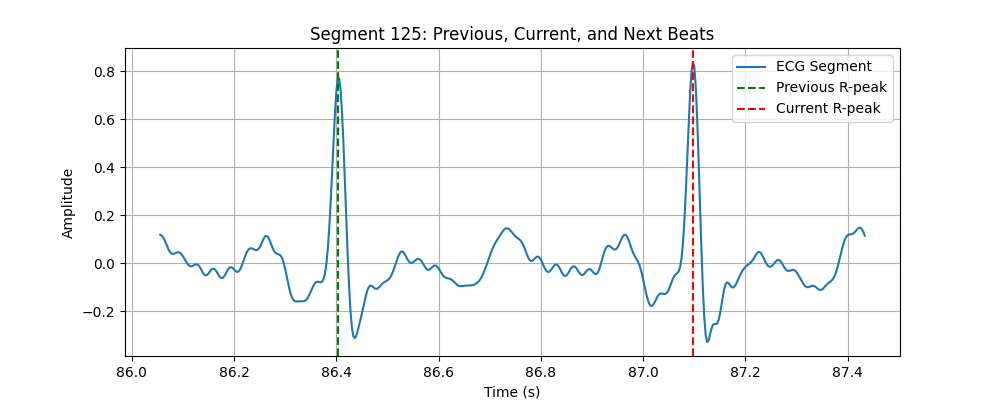 Segment 125: Previous, Current, and Next Beats
ECG Segment
Previous R-peak
Current R-peak
Amplitude
0.8
0.6
0.4
0.2
0.0
−0.2
86.0 86.2 86.4 86.6 86.8 87.0 87.2 87.4
Time (s)